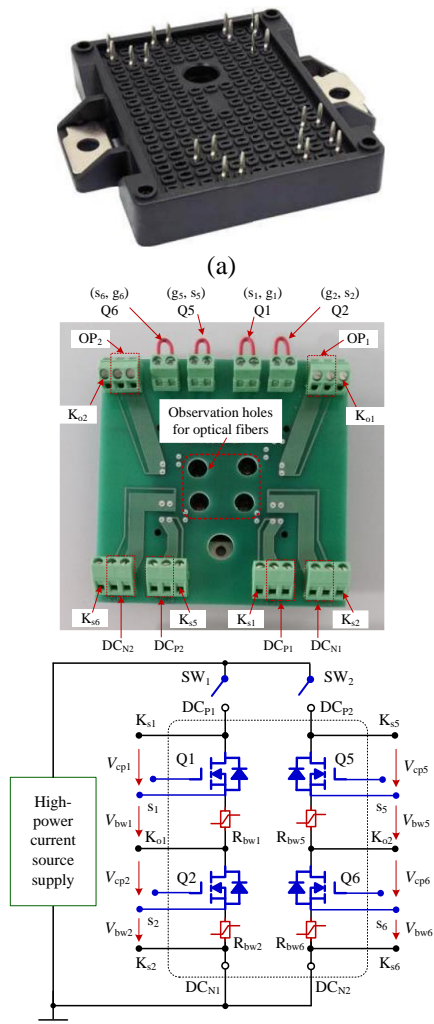 (a)
(s6, g6) (g5, s5) (s1, g1) (g2, s2)
Q6 Q5 Q1 Q2
OP2 OP1
Ko2 Ko1
Observation holes
for optical fibers
Ks6 Ks5 Ks1 Ks2
DCN2 DCP2 DCP1 DCN1
SW1 SW2
DCP1 DCP2
Ks1 Ks5
Vcp1 Q1 Q5 Vcp5
s1 s5
High-
power
current
source
supply
Vbw1 Rbw1 Rbw5 Vbw5
Ko1 Ko2
Vcp2 Q2 Q6 Vcp6
s2 s6
Vbw2 Rbw2 Rbw6 Vbw6
Ks2 Ks6
DCN1 DCN2